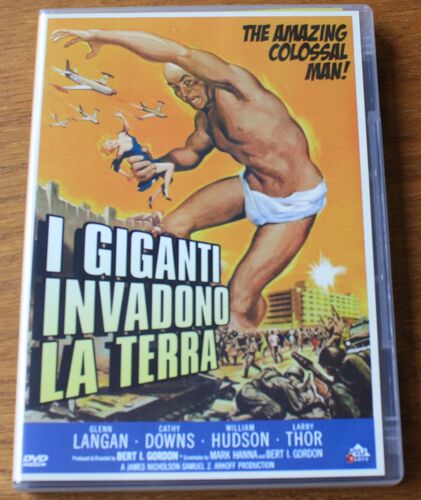 THE AMAZING
COLOSSAL
MAN!
I GIGANTI
INVADONO
LA TERRA
GLENN CATHY WILLIAM LARRY
LANGAN · DOWNS · HUDSON · THOR
Produced & Directed by BERT I. GORDON · Screenplay by MARK HANNA and BERT I. GORDON
A JAMES NICHOLSON-SAMUEL Z. ARKOFF PRODUCTION
DVD